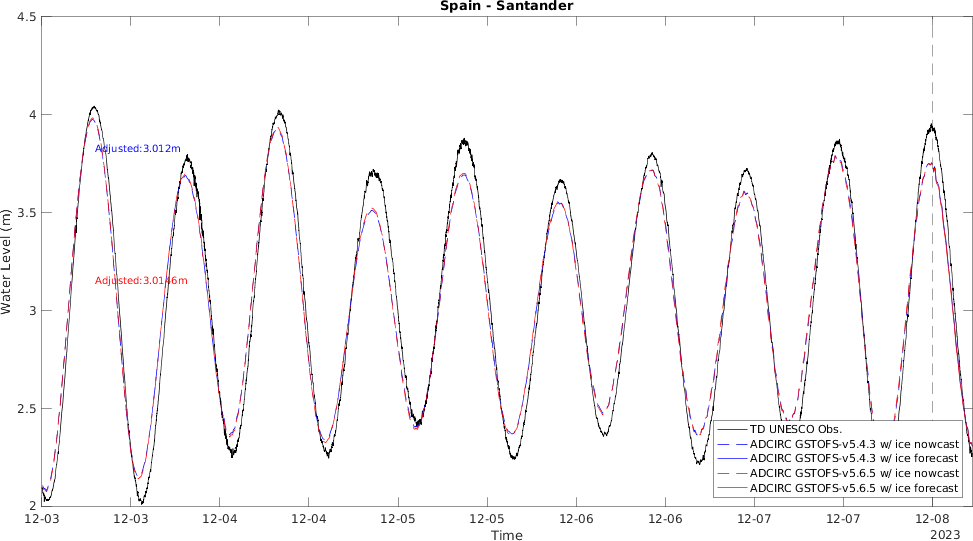 Spain - Santander
4.5
4
3.5
3
2.5
2
Water Level (m)
Adjusted:3.012m
Adjusted:3.0146m
TD UNESCO Obs.
ADCIRC GSTOFS-v5.4.3 w/ ice nowcast
ADCIRC GSTOFS-v5.4.3 w/ ice forecast
ADCIRC GSTOFS-v5.6.5 w/ ice nowcast
ADCIRC GSTOFS-v5.6.5 w/ ice forecast
12-03 12-03 12-04 12-04 12-05 12-05 12-06 12-06 12-07 12-07 12-08
2023
Time